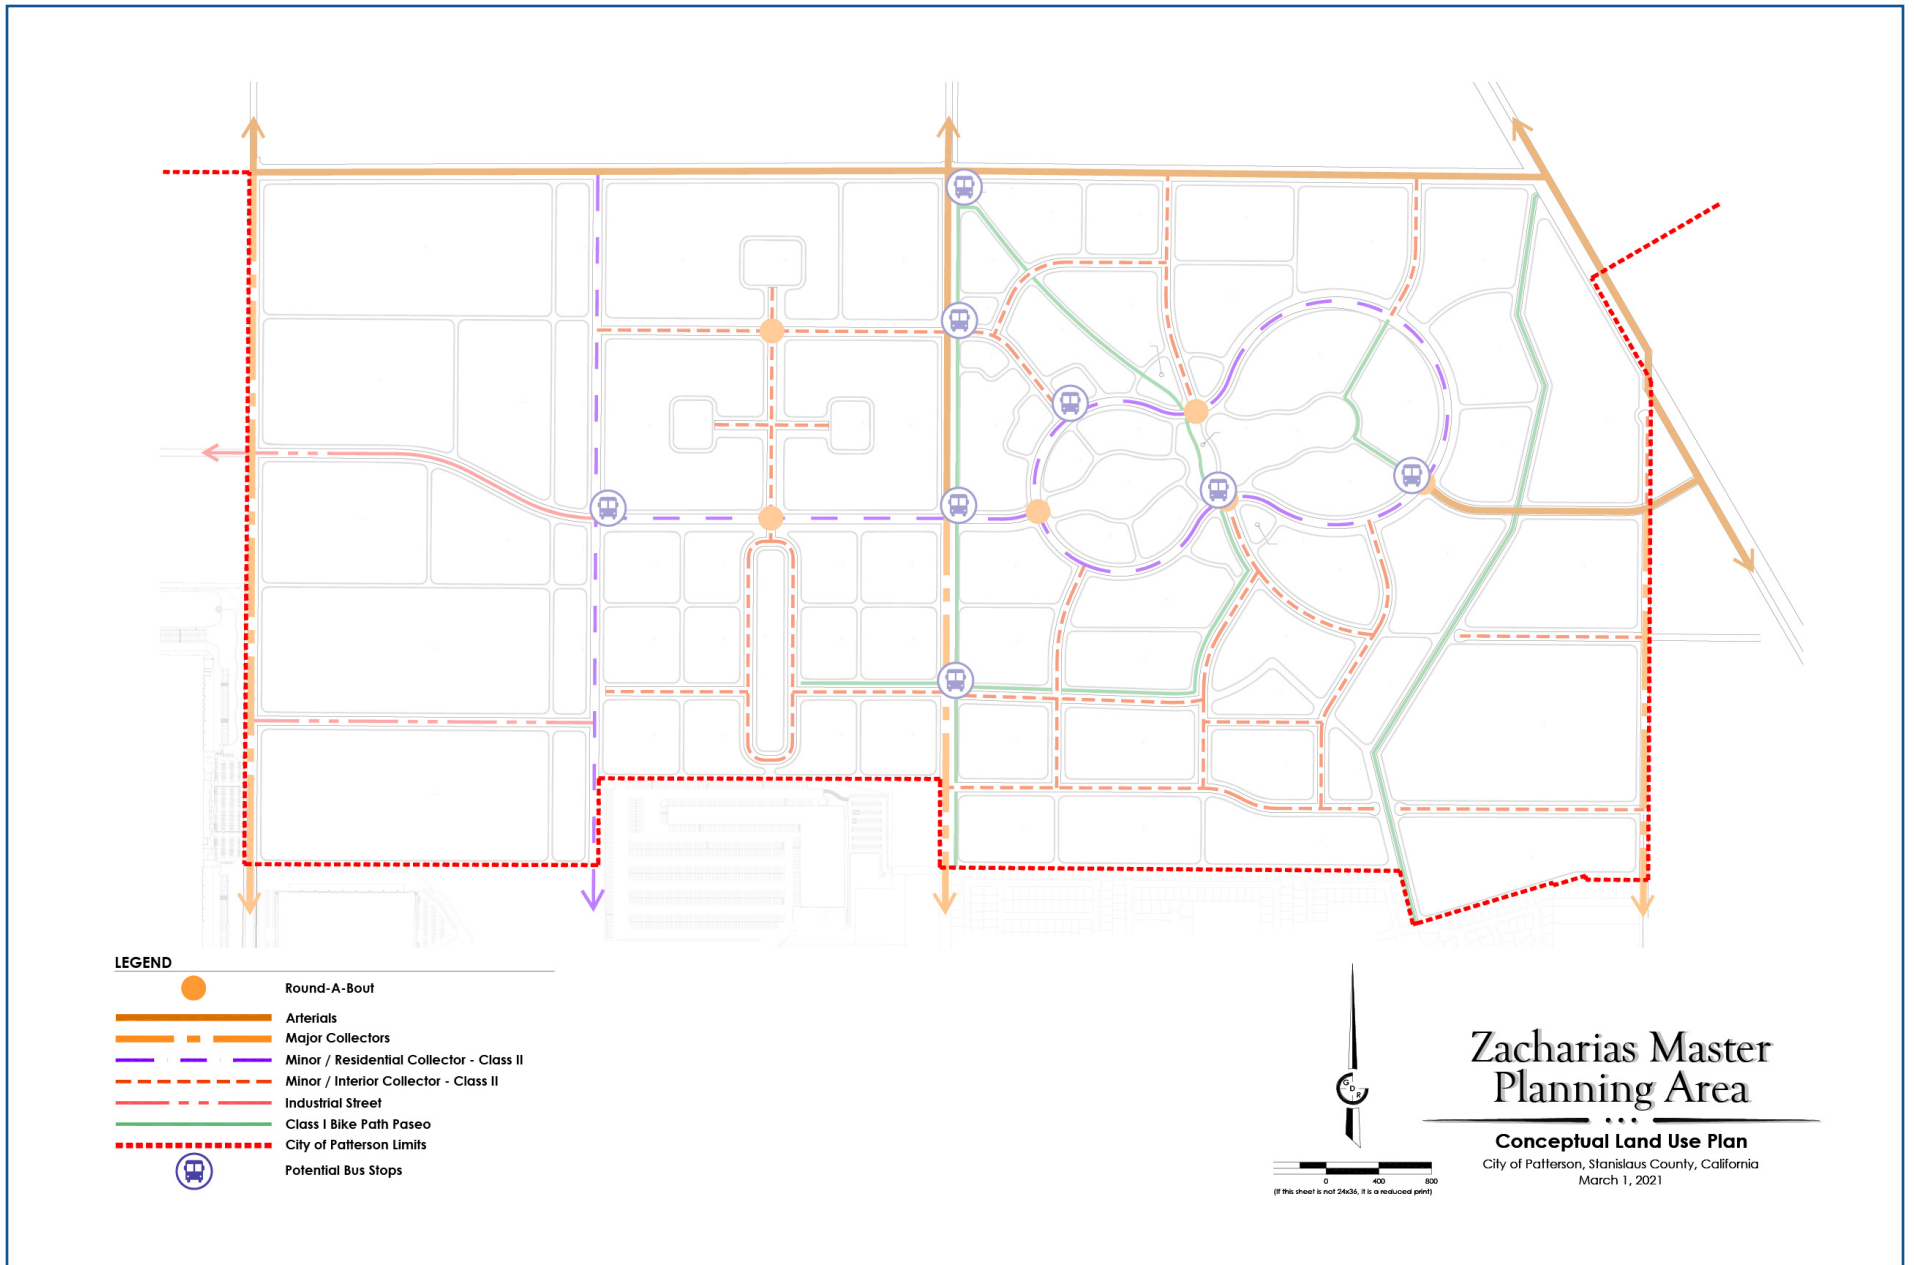 LEGEND
Round-A-Bout
Arterials
Major Collectors
Minor / Residential Collector - Class II
Minor / Interior Collector - Class II
Industrial Street
Class I Bike Path Paseo
City of Patterson Limits
Potential Bus Stops
G
D
R
0 400 800
(If this sheet is not 24x36, it is a reduced print)
Zacharias Master
Planning Area
Conceptual Land Use Plan
City of Patterson, Stanislaus County, California
March 1, 2021